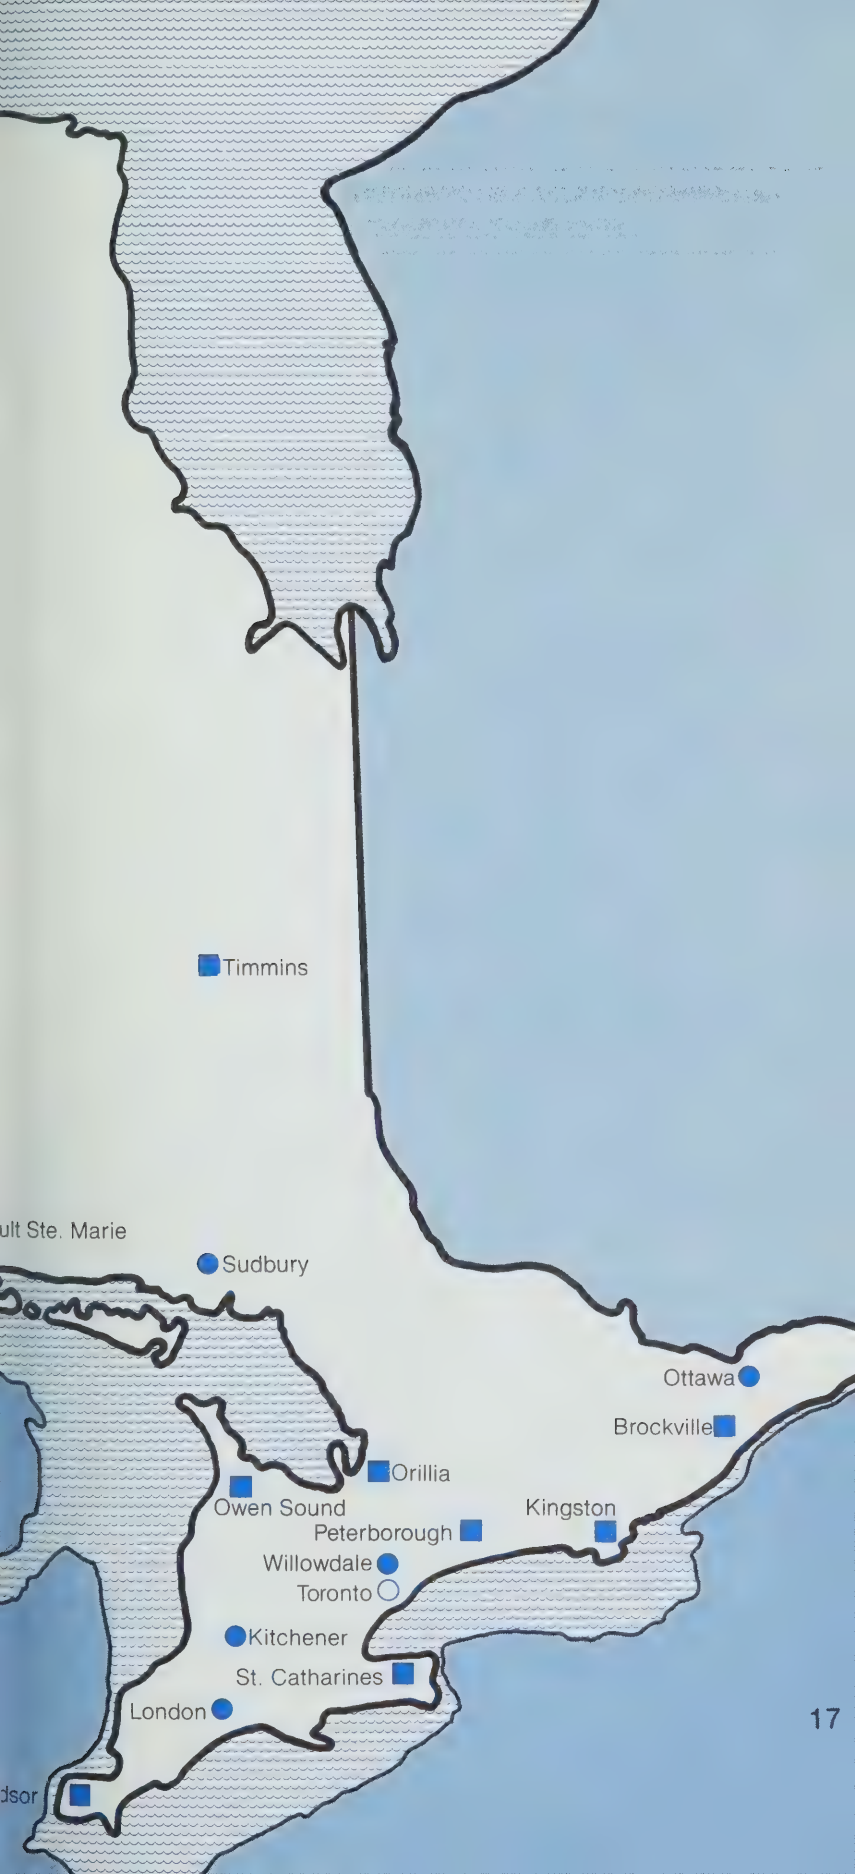 Timmins
ult Ste. Marie
Sudbury
Ottawa
Brockville
Orillia
Owen Sound
Kingston
Peterborough
Willowdale
Toronto
Kitchener
St. Catharines
London
17
dsor